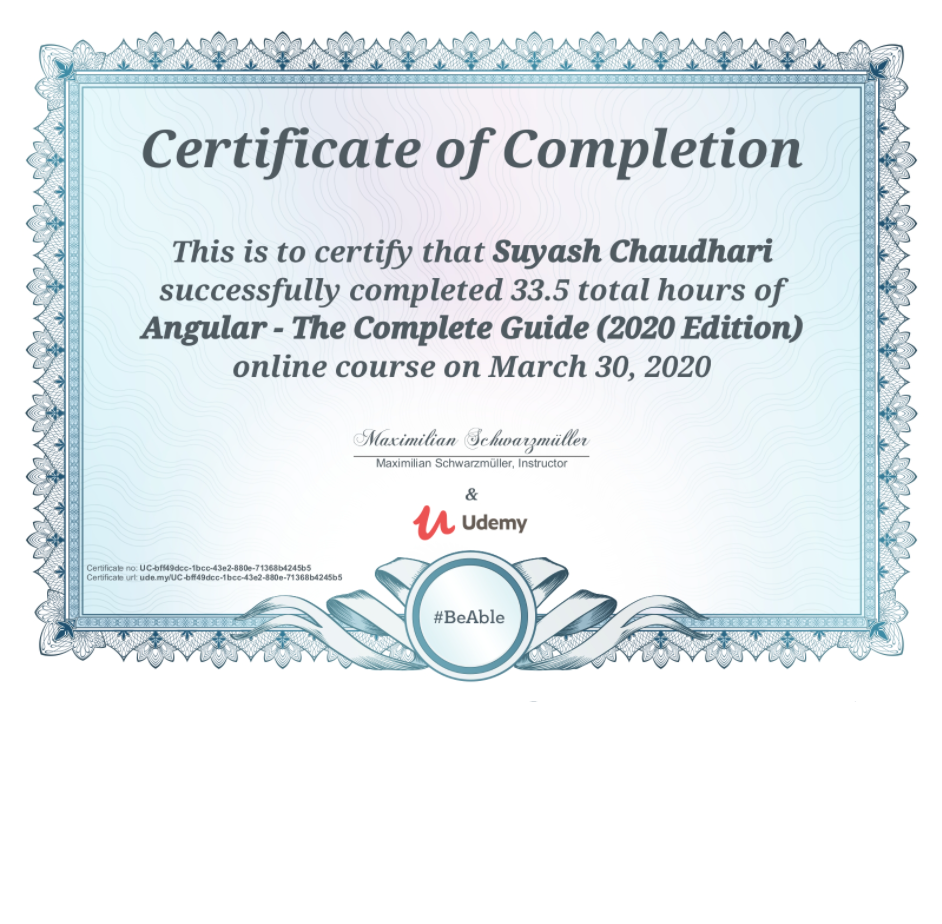 Certificate of Completion
This is to certify that Suyash Chaudhari
successfully completed 33.5 total hours of
Angular - The Complete Guide (2020 Edition)
online course on March 30, 2020
Maximilian Schwarzmüller
Maximilian Schwarzmüller, Instructor
&
Udemy
Certificate no: UC-bff49dcc-1bcc-43e2-880e-71368b4245b5
Certificate url: ude.my/UC-bff49dcc-1bcc-43e2-880e-71368b4245b5
#BeAble